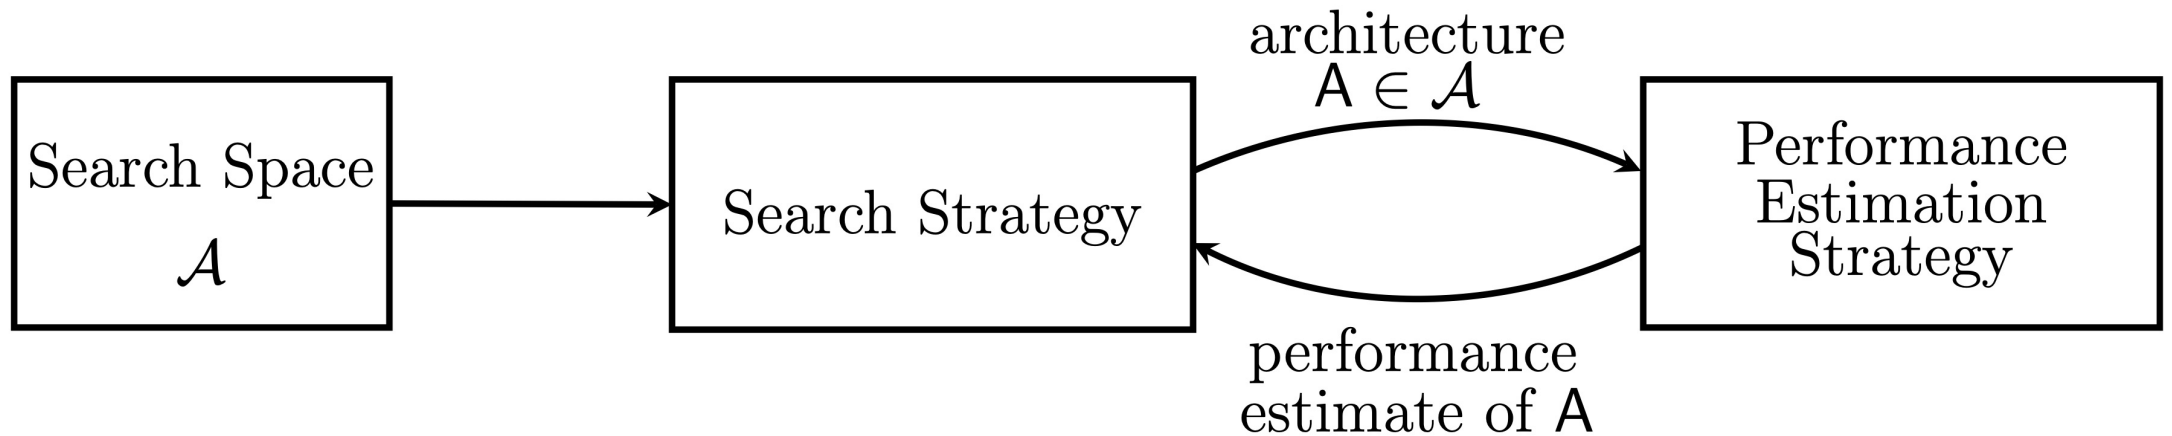 Search Space
𝒜
Search Strategy
architecture
A ∈ 𝒜
performance
estimate of A
Performance
Estimation
Strategy